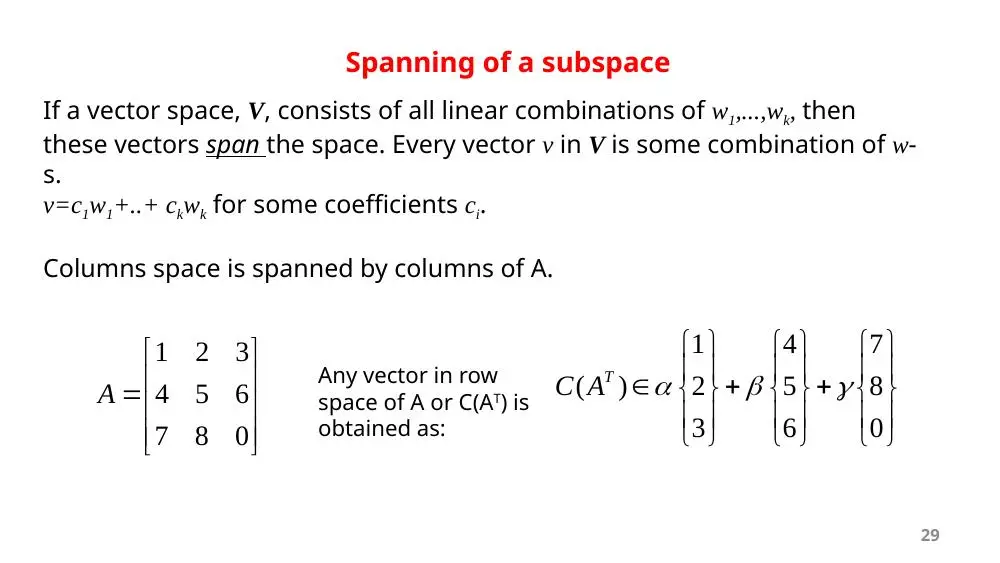 Spanning of a subspace
If a vector space, V, consists of all linear combinations of w₁,...,wₖ, then
these vectors span the space. Every vector v in V is some combination of w-
s.
v=c₁w₁+..+ cₖwₖ for some coefficients cᵢ.
Columns space is spanned by columns of A.
A = [1 2 3
4 5 6
7 8 0]
Any vector in row
space of A or C(Aᵀ) is
obtained as:
C(Aᵀ)∈α{1 2 3}+β{4 5 6}+γ{7 8 0}
29